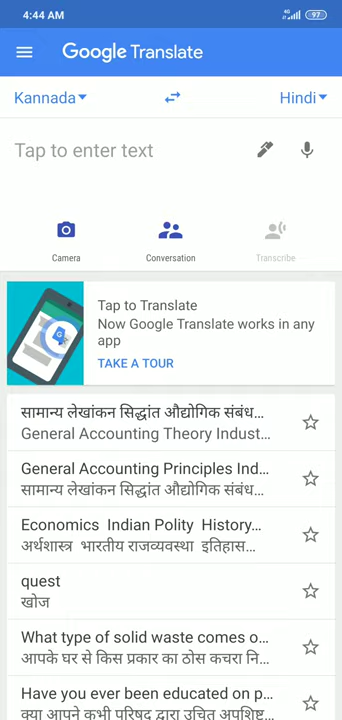 4:44 AM 4G 97
Google Translate
Kannada Hindi
Tap to enter text
Camera Conversation Transcribe
Tap to Translate
Now Google Translate works in any
app
TAKE A TOUR
सामान्य लेखांकन सिद्धांत औद्योगिक संबंध...
General Accounting Theory Indust...
General Accounting Principles Ind...
सामान्य लेखांकन सिद्धांत औद्योगिक संबंध...
Economics Indian Polity History...
अर्थशास्त्र भारतीय राजव्यवस्था इतिहास...
quest
खोज
What type of solid waste comes o...
आपके घर से किस प्रकार का ठोस कचरा नि...
Have you ever been educated on p...
क्या आपने कभी परिषद द्वारा उचित अपशिष्ट...